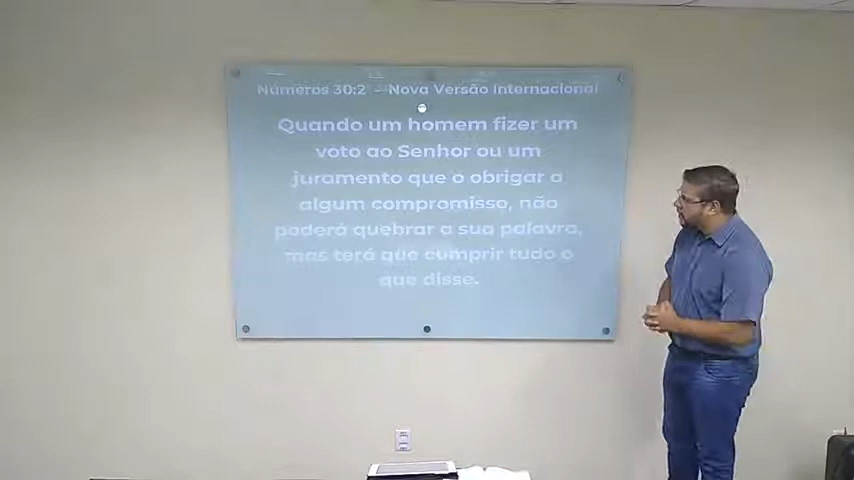 Números 30:2 – Nova Versão Internacional
Quando um homem fizer um
voto ao Senhor ou um
juramento que o obrigar a
algum compromisso, não
poderá quebrar a sua palavra,
mas terá que cumprir tudo o
que disse.